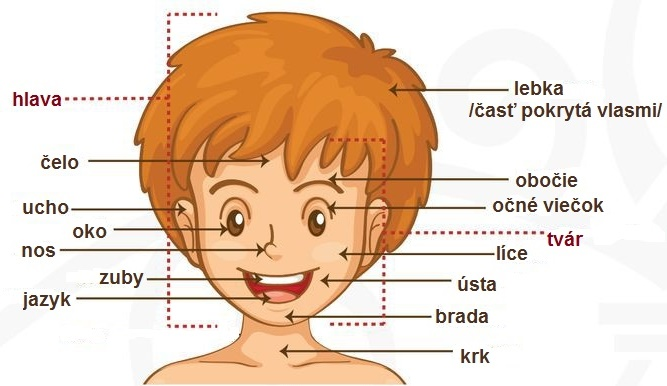 hlava
čelo
ucho
oko
nos
zuby
jazyk
lebka
/časť pokrytá vlasmi/
obočie
očné viečok
tvár
líce
ústa
brada
krk